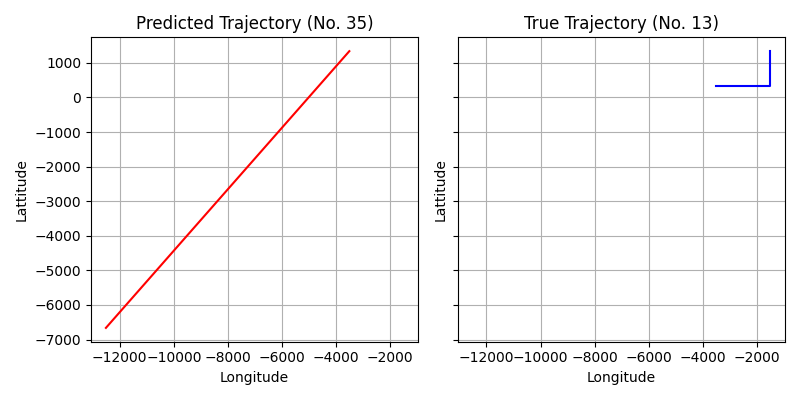 Predicted Trajectory (No. 35)
True Trajectory (No. 13)
1000
0
−1000
−2000
−3000
−4000
−5000
−6000
−7000
Lattitude
Lattitude
−12000 −10000 −8000 −6000 −4000 −2000
−12000 −10000 −8000 −6000 −4000 −2000
Longitude
Longitude